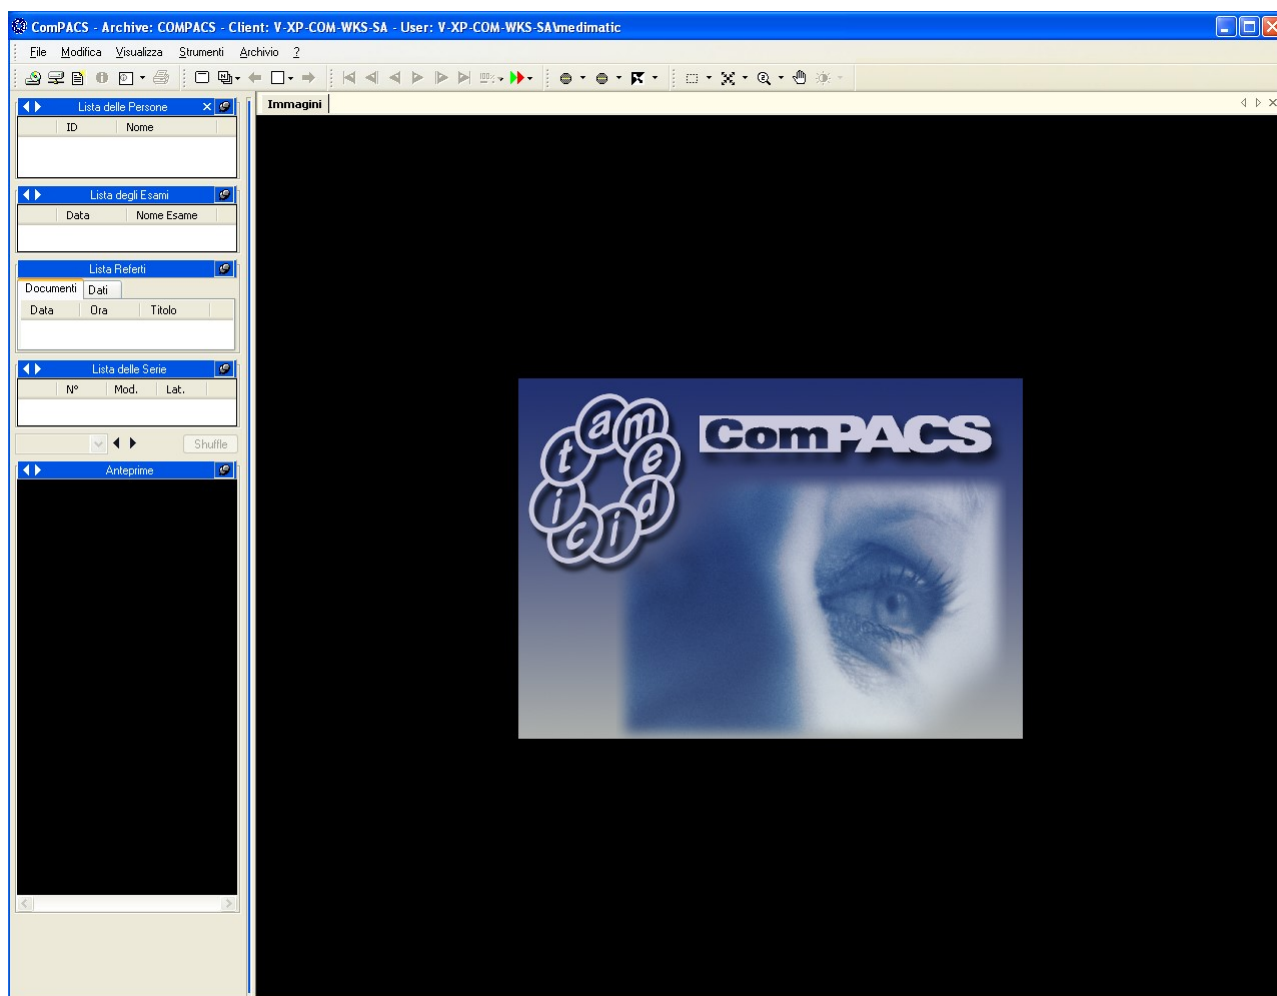 ComPACS - Archive: COMPACS - Client: V-XP-COM-WKS-SA - User: V-XP-COM-WKS-SA\medimatic
File Modifica Visualizza Strumenti Archivio ?
Lista delle Persone
ID Nome
Lista degli Esami
Data Nome Esame
Lista Referti
Documenti Dati
Data Ora Titolo
Lista delle Serie
N° Mod. Lat.
Shuffle
Anteprime
Immagini
medicita
ComPACS